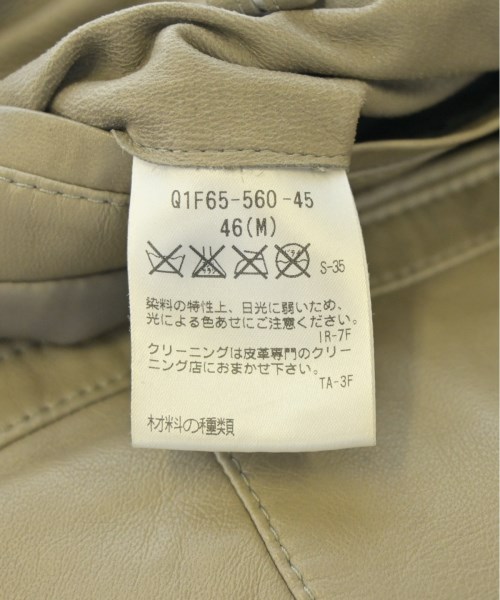 Q1F65-560-45
46(M)
S-35
染料の特性上、日光に弱いため、
光による色あせにご注意ください。
IR-7F
クリーニングは皮革専門のクリー
ニング店におまかせ下さい。
TA-3F
材料の種類